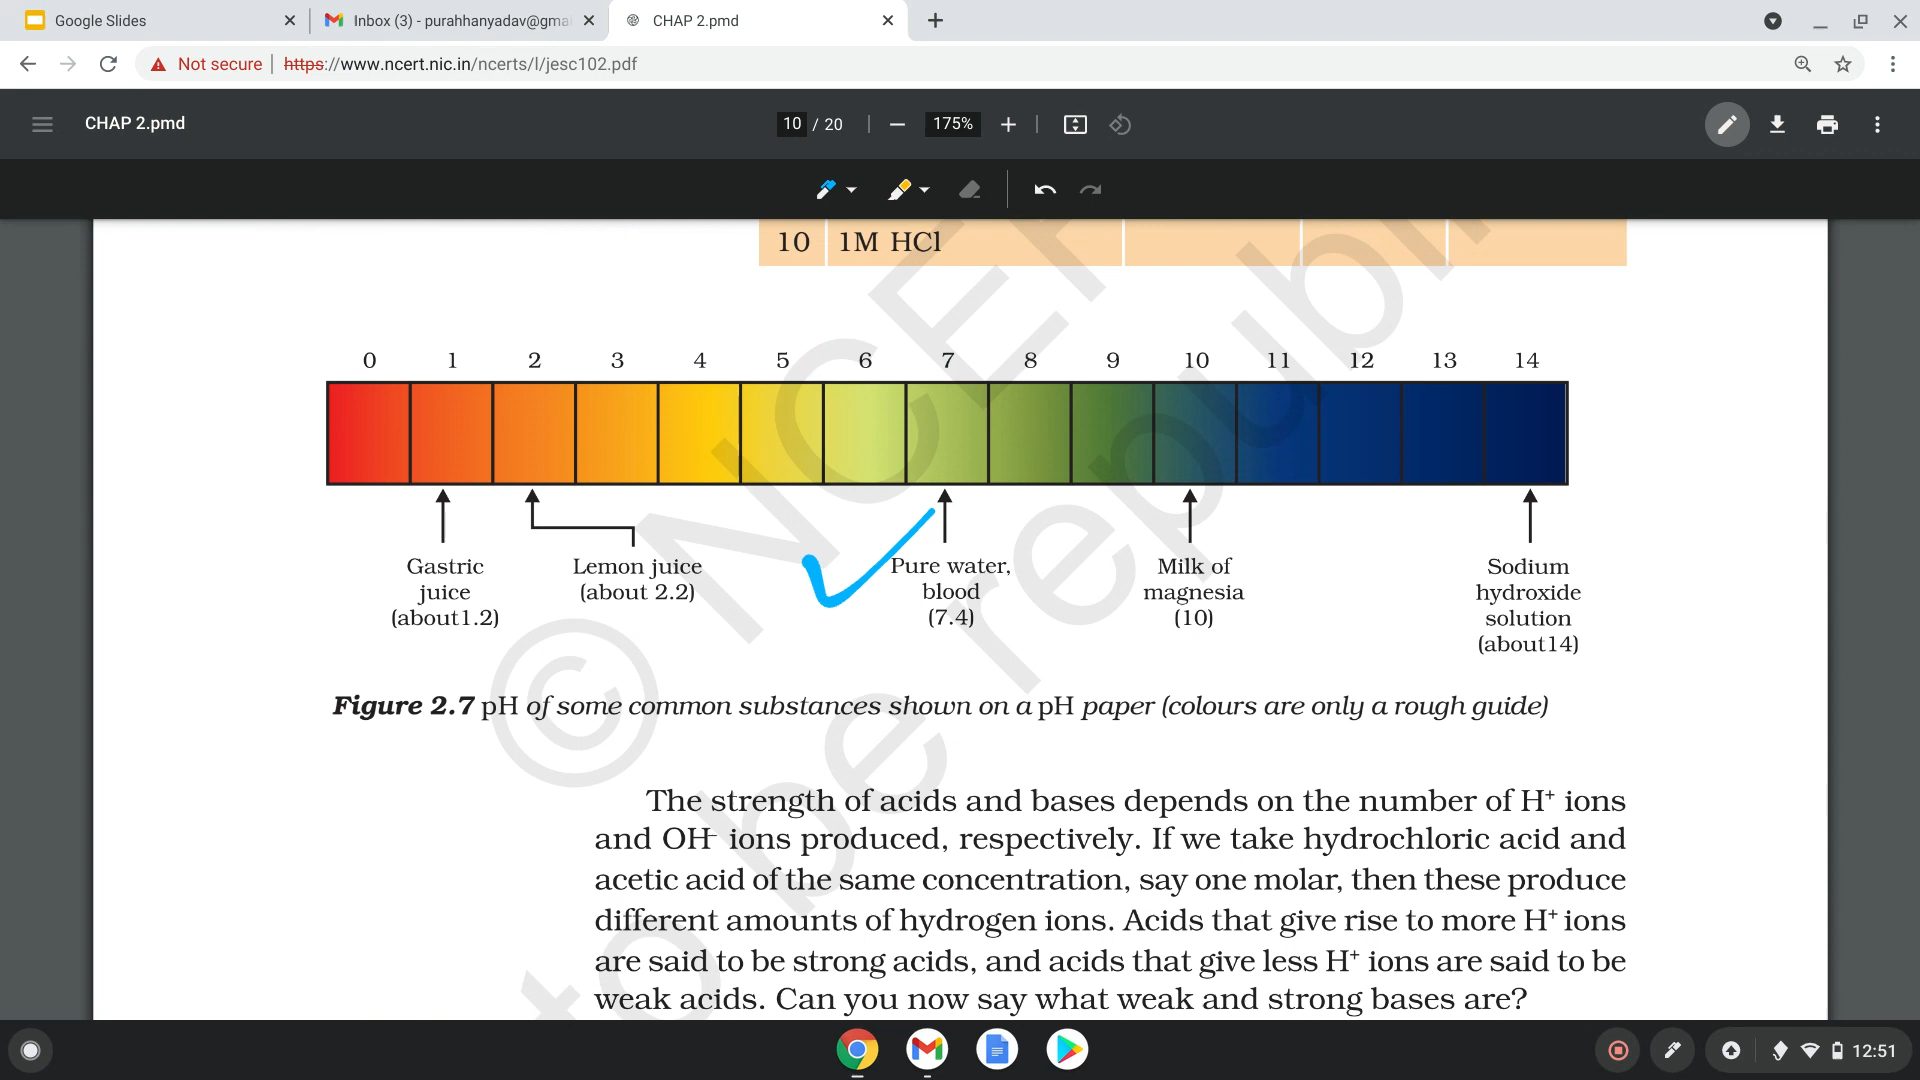 Google Slides
Inbox (3) - purahhanyadav@gma
CHAP 2.pmd
Not secure
https://www.ncert.nic.in/ncerts/l/jesc102.pdf
CHAP 2.pmd
10 / 20
175%
10 1M HCl
0 1 2 3 4 5 6 7 8 9 10 11 12 13 14
Gastric
juice
(about1.2)
Lemon juice
(about 2.2)
Pure water,
blood
(7.4)
Milk of
magnesia
(10)
Sodium
hydroxide
solution
(about14)
Figure 2.7 pH of some common substances shown on a pH paper (colours are only a rough guide)
The strength of acids and bases depends on the number of H⁺ ions
and OH⁻ ions produced, respectively. If we take hydrochloric acid and
acetic acid of the same concentration, say one molar, then these produce
different amounts of hydrogen ions. Acids that give rise to more H⁺ ions
are said to be strong acids, and acids that give less H⁺ ions are said to be
weak acids. Can you now say what weak and strong bases are?
© NCER
to be republi
12:51